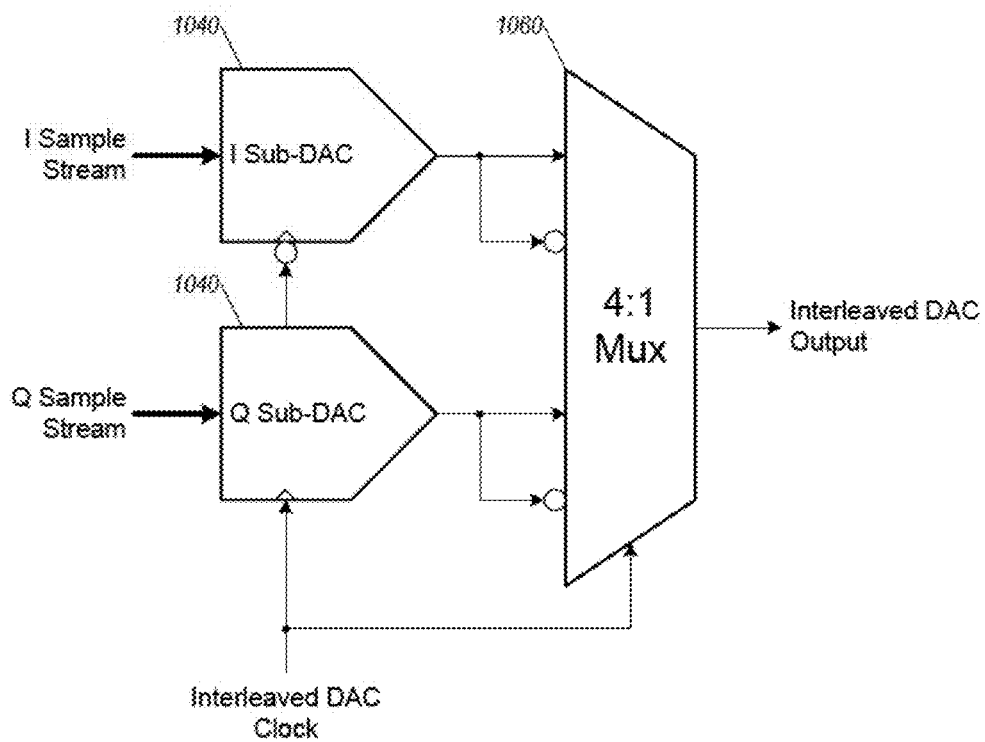 1040
1060
I Sample
Stream
I Sub-DAC
1040
4:1
Mux
Interleaved DAC
Output
Q Sample
Stream
Q Sub-DAC
Interleaved DAC
Clock